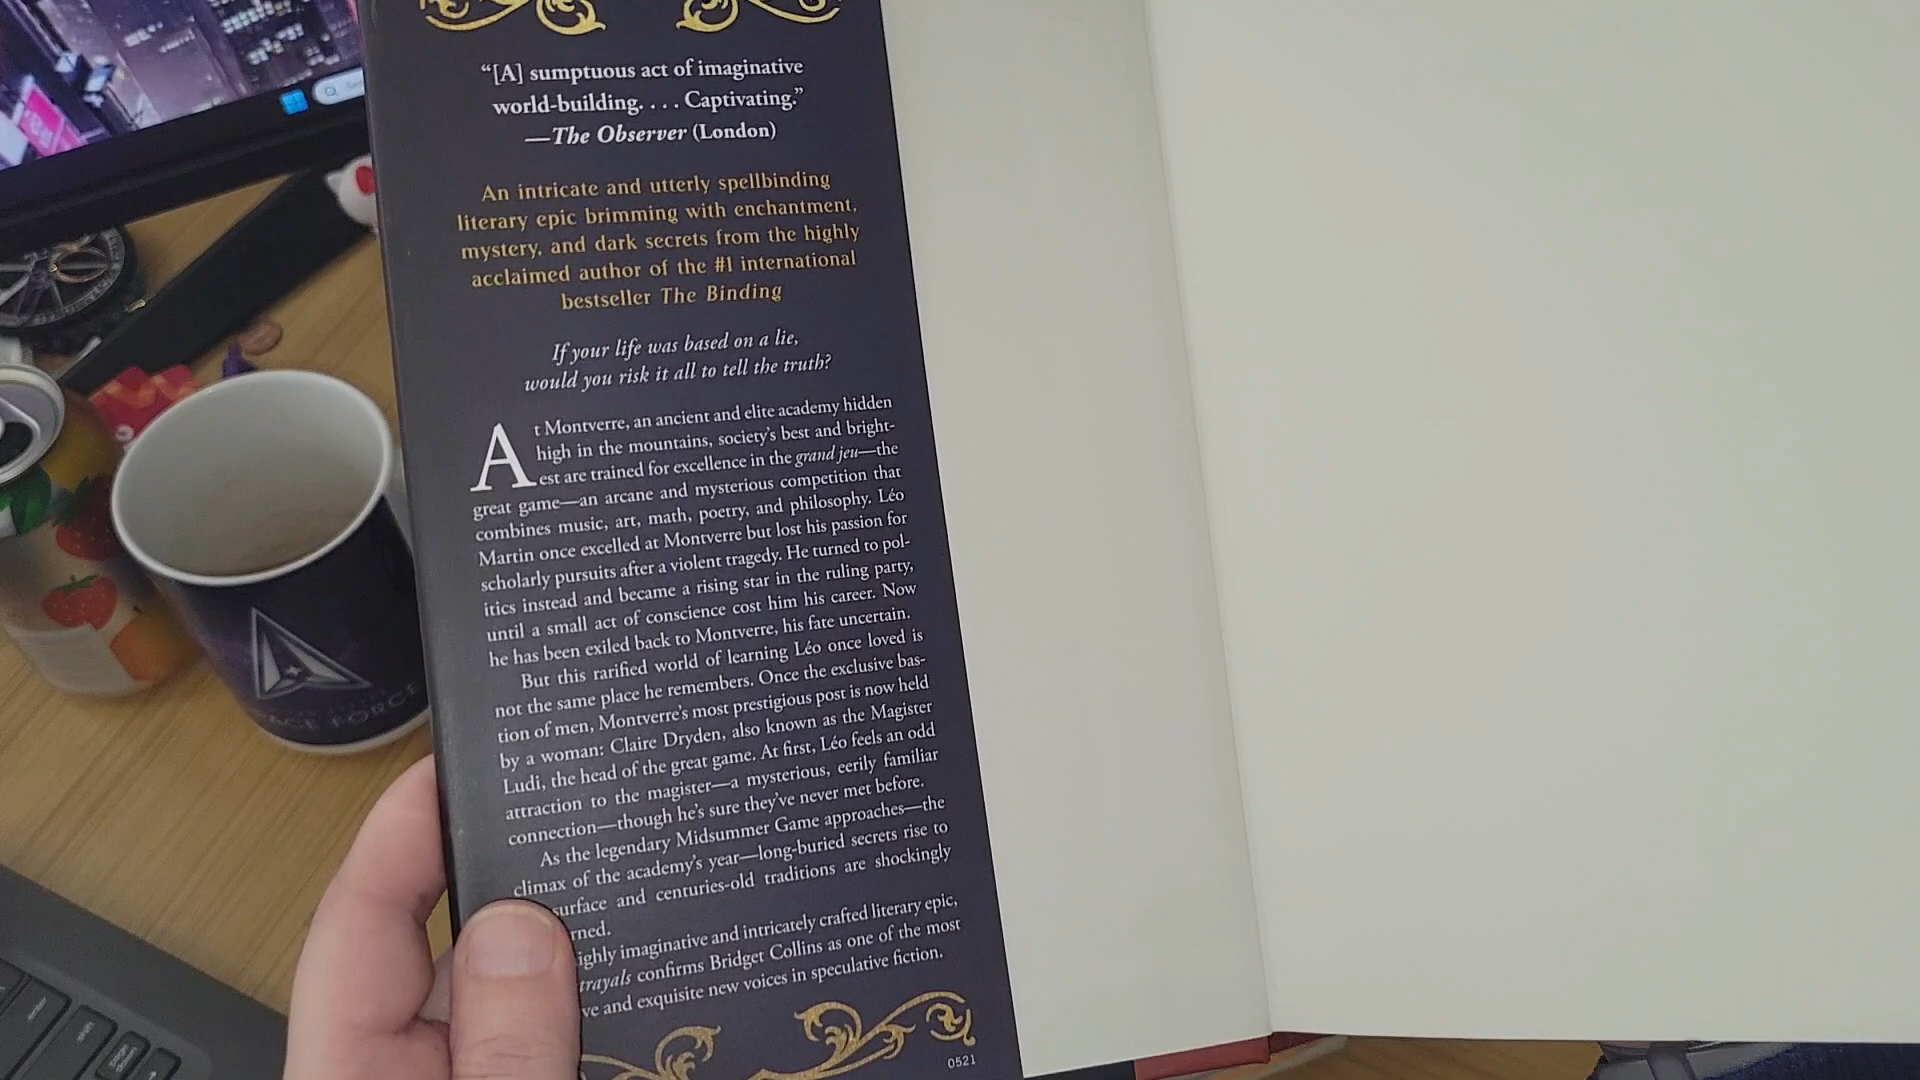 “[A] sumptuous act of imaginative
world-building. . . . Captivating.”
—The Observer (London)
An intricate and utterly spellbinding
literary epic brimming with enchantment,
mystery, and dark secrets from the highly
acclaimed author of the #1 international
bestseller The Binding
If your life was based on a lie,
would you risk it all to tell the truth?
At Montverre, an ancient and elite academy hidden
high in the mountains, society’s best and bright-
est are trained for excellence in the grand jeu—the
great game—an arcane and mysterious competition that
combines music, art, math, poetry, and philosophy. Léo
Martin once excelled at Montverre but lost his passion for
scholarly pursuits after a violent tragedy. He turned to pol-
itics instead and became a rising star in the ruling party,
until a small act of conscience cost him his career. Now
he has been exiled back to Montverre, his fate uncertain.
But this rarified world of learning Léo once loved is
not the same place he remembers. Once the exclusive bas-
tion of men, Montverre’s most prestigious post is now held
by a woman: Claire Dryden, also known as the Magister
Ludi, the head of the great game. At first, Léo feels an odd
attraction to the magister—a mysterious, eerily familiar
connection—though he’s sure they’ve never met before.
As the legendary Midsummer Game approaches—the
climax of the academy’s year—long-buried secrets rise to
surface and centuries-old traditions are shockingly
rned.
ighly imaginative and intricately crafted literary epic,
trayals confirms Bridget Collins as one of the most
ve and exquisite new voices in speculative fiction.
0521
ACE FORCE
enter
shift